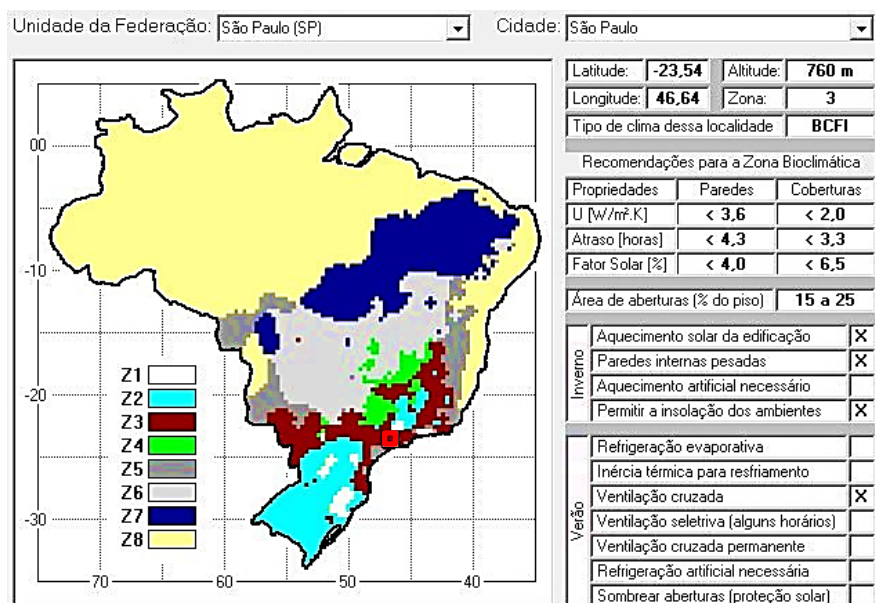 Unidade da Federação: São Paulo (SP) Cidade: São Paulo
Latitude: -23,54 Altitude: 760 m
Longitude: 46,64 Zona: 3
Tipo de clima dessa localidade BCFI
Recomendações para a Zona Bioclimática
Propriedades Paredes Coberturas
U [W/m².K] < 3,6 < 2,0
Atraso [horas] < 4,3 < 3,3
Fator Solar [%] < 4,0 < 6,5
Área de aberturas (% do piso) 15 a 25
Inverno
Aquecimento solar da edificação X
Paredes internas pesadas X
Aquecimento artificial necessário
Permitir a insolação dos ambientes X
Verão
Refrigeração evaporativa
Inércia térmica para resfriamento
Ventilação cruzada X
Ventilação seletiva (alguns horários)
Ventilação cruzada permanente
Refrigeração artificial necessária
Sombrear aberturas (proteção solar)
00
-10
-20
-30
Z1
Z2
Z3
Z4
Z5
Z6
Z7
Z8
-70 -60 -50 -40